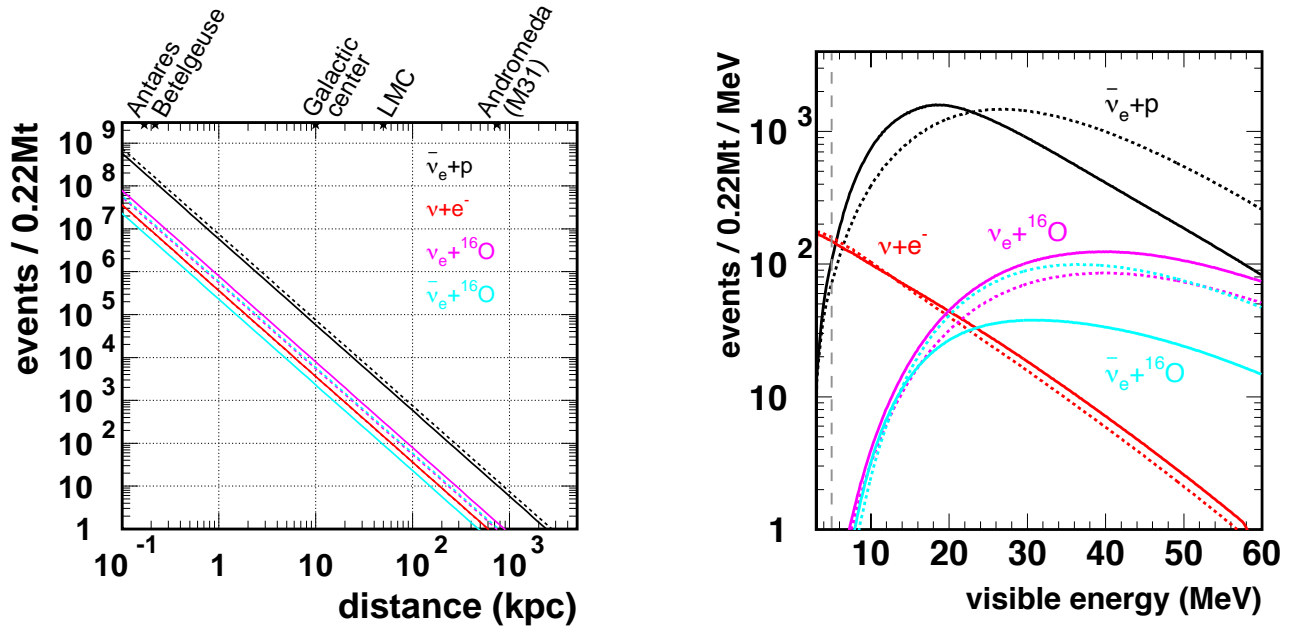 Antares
Betelgeuse
Galactic
center
LMC
Andromeda
(M31)
events / 0.22Mt
10 9
10 8
10 7
10 6
10 5
10 4
10 3
10 2
10
1
ν̄e+p
ν+e-
νe+16O
ν̄e+16O
10 -1
1
10
10 2
10 3
distance (kpc)
events / 0.22Mt / MeV
10 3
10 2
10
1
ν̄e+p
ν+e-
νe+16O
ν̄e+16O
10
20
30
40
50
60
visible energy (MeV)